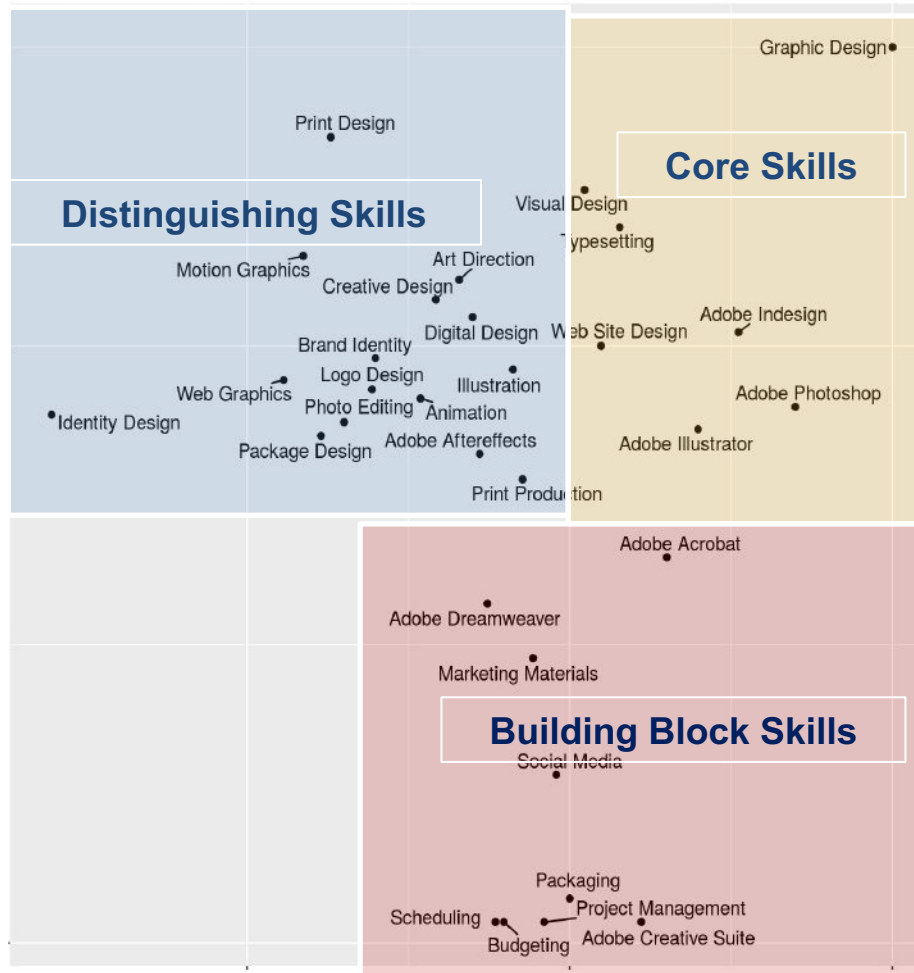 Graphic Design
Print Design
Core Skills
Distinguishing Skills
Visual Design
Typesetting
Art Direction
Motion Graphics
Creative Design
Digital Design
Web Site Design
Adobe Indesign
Brand Identity
Logo Design
Illustration
Web Graphics
Photo Editing
Animation
Adobe Photoshop
Identity Design
Package Design
Adobe Aftereffects
Adobe Illustrator
Print Production
Adobe Acrobat
Adobe Dreamweaver
Marketing Materials
Building Block Skills
Social Media
Packaging
Scheduling
Project Management
Budgeting
Adobe Creative Suite